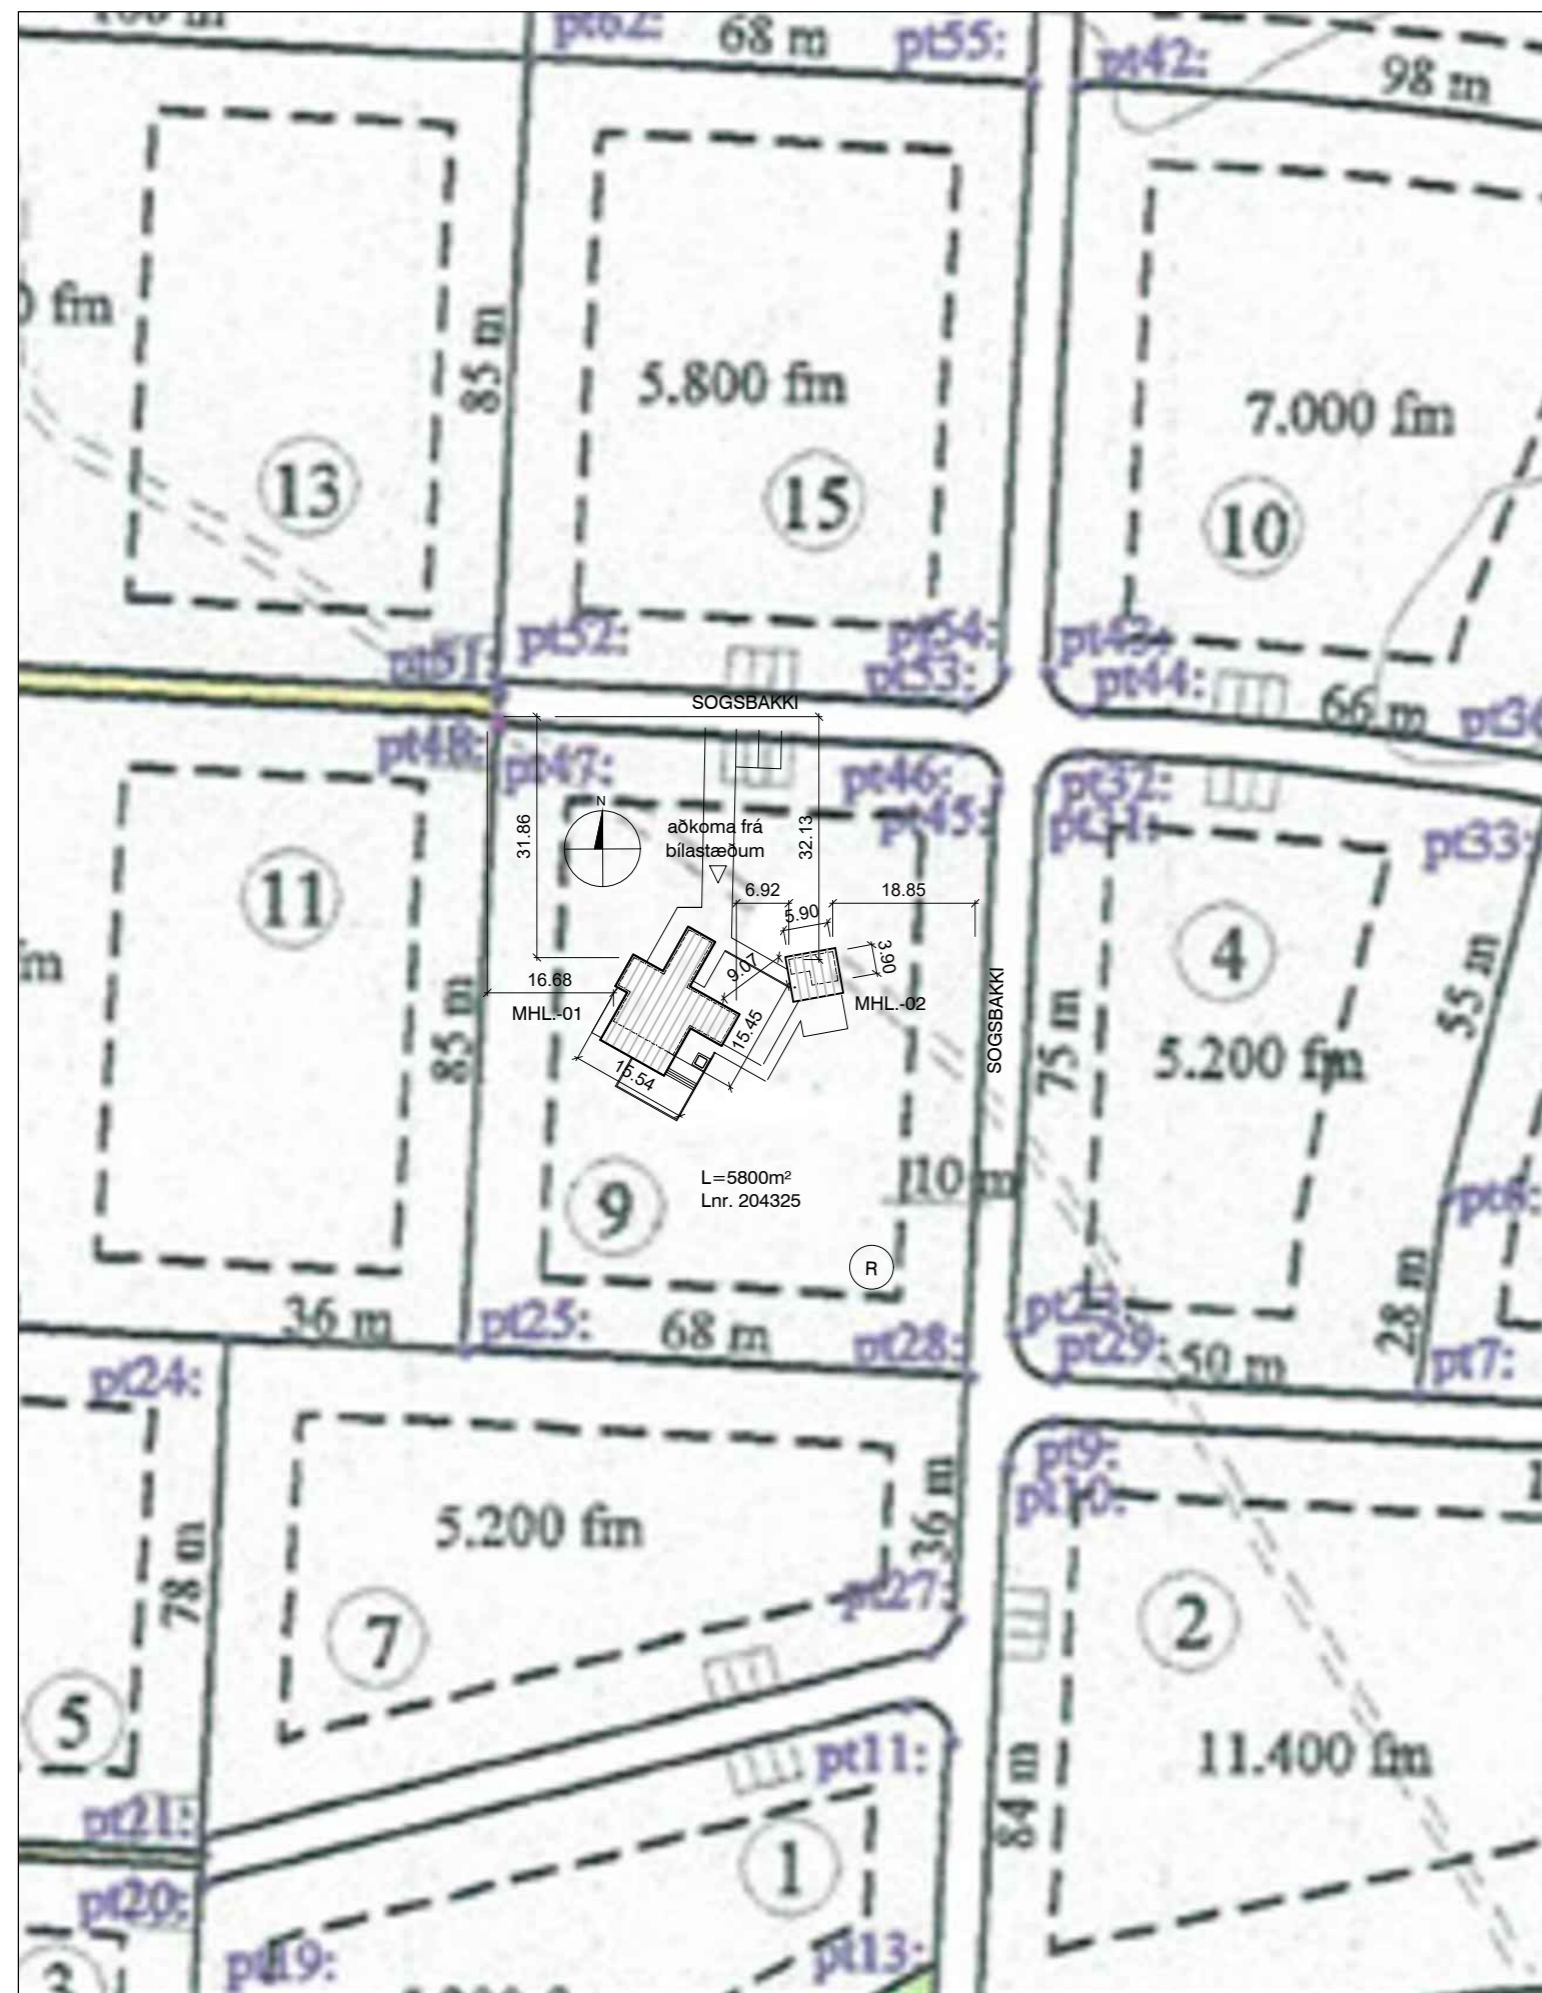 pt62:
68 m
pt55:
pt42:
98 m
85 m
5.800 fm
7.000 fm
13
15
10
pt51:
pt52:
pt54:
pt43:
pt53:
pt44:
66 m
SOGSBAKKI
pt48:
pt47:
pt46:
pt45:
pt32:
pt31:
pt33:
N
aðkoma frá
bílastæðum
31.86
32.13
6.92
18.85
5.90
3.90
9.07
11
4
16.68
MHL.-01
MHL.-02
15.45
15.54
85 m
SOGSBAKKI
75 m
5.200 fm
55 m
L=5800m²
Lnr. 204325
10 m
9
R
pt8:
28 m
36 m
pt25:
68 m
pt28:
pt29:
50 m
pt7:
pt24:
pt9:
pt10:
5.200 fm
36 m
78 m
pt27:
7
2
5
pt11:
11.400 fm
84 m
pt21:
1
pt20:
pt19:
pt13: